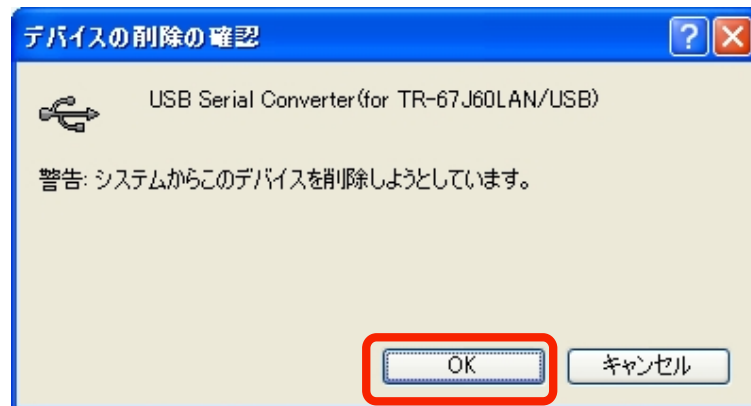 デバイスの削除の確認
USB Serial Converter(for TR-67J60LAN/USB)
警告: システムからこのデバイスを削除しようとしています。
OK
キャンセル